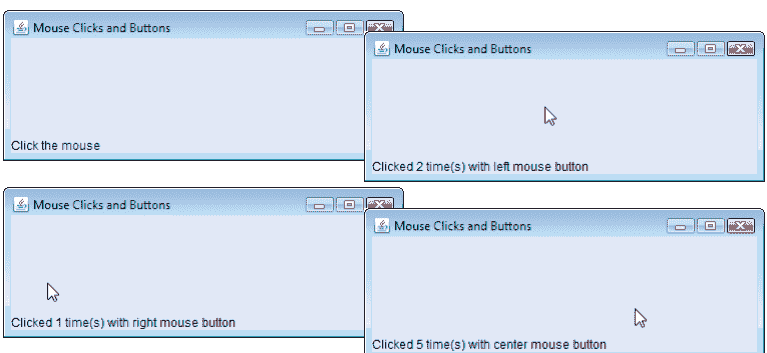 Mouse Clicks and Buttons
Click the mouse
Mouse Clicks and Buttons
Clicked 2 time(s) with left mouse button
Mouse Clicks and Buttons
Clicked 1 time(s) with right mouse button
Mouse Clicks and Buttons
Clicked 5 time(s) with center mouse button